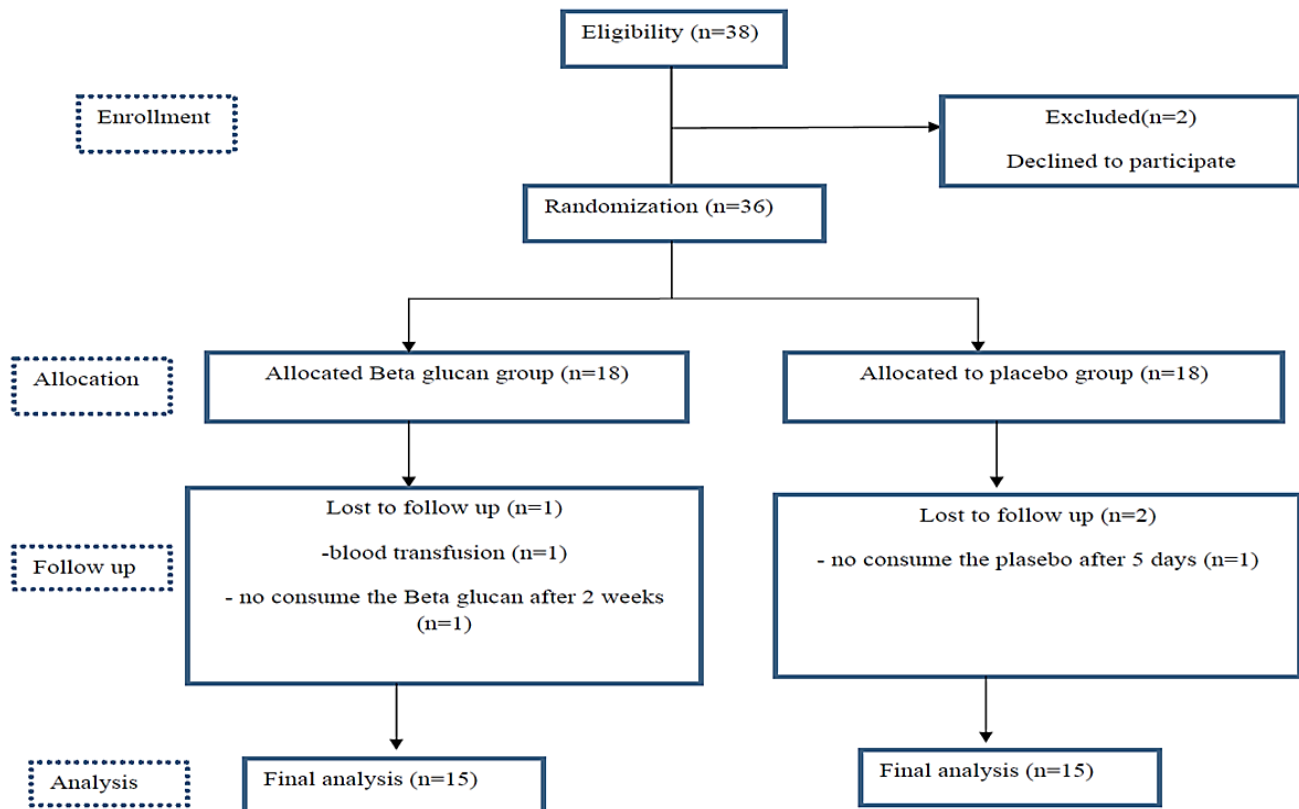 Eligibility (n=38)
Enrollment
Excluded(n=2)
Declined to participate
Randomization (n=36)
Allocation
Allocated Beta glucan group (n=18)
Allocated to placebo group (n=18)
Follow up
Lost to follow up (n=1)
-blood transfusion (n=1)
- no consume the Beta glucan after 2 weeks
(n=1)
Lost to follow up (n=2)
- no consume the plasebo after 5 days (n=1)
Analysis
Final analysis (n=15)
Final analysis (n=15)